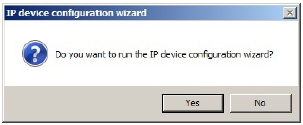 IP device configuration wizard
Do you want to run the IP device configuration wizard?
Yes No